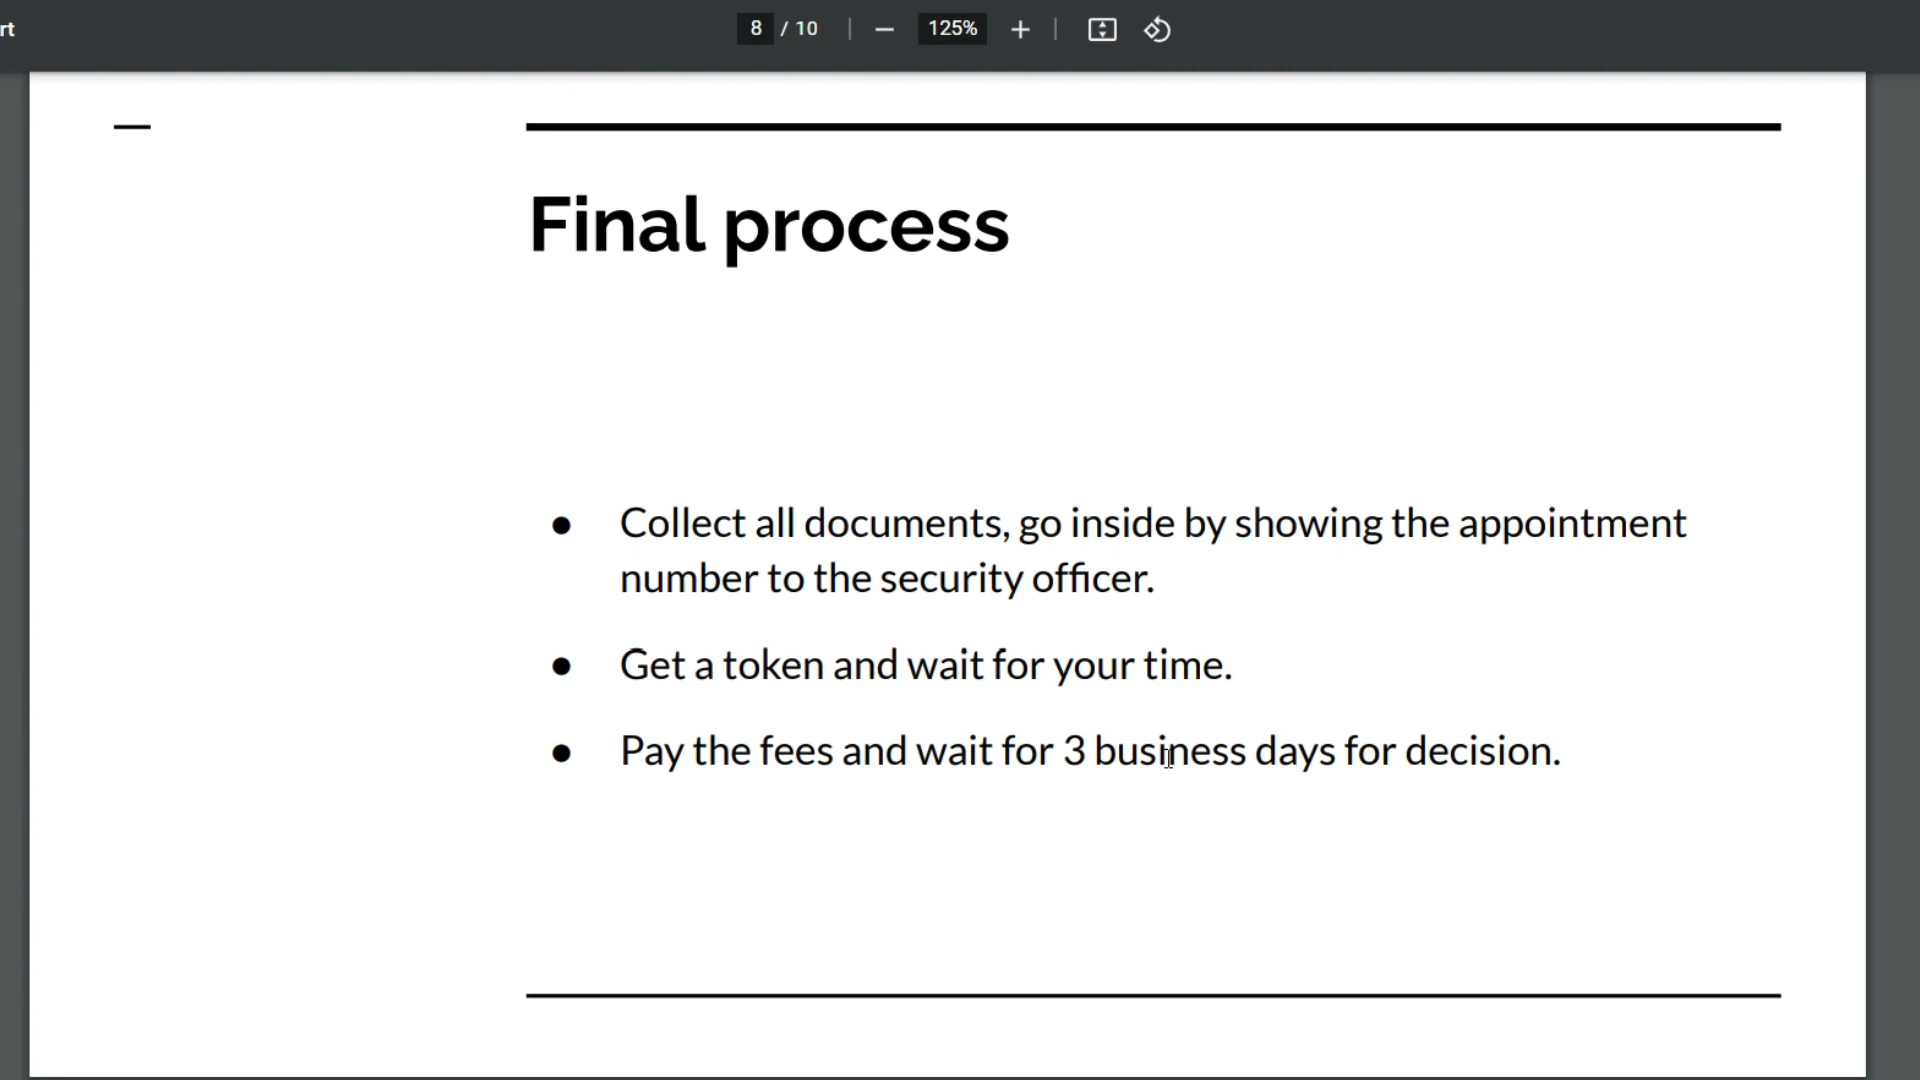 rt
8 / 10
125%
Final process
● Collect all documents, go inside by showing the appointment
number to the security officer.
● Get a token and wait for your time.
● Pay the fees and wait for 3 business days for decision.